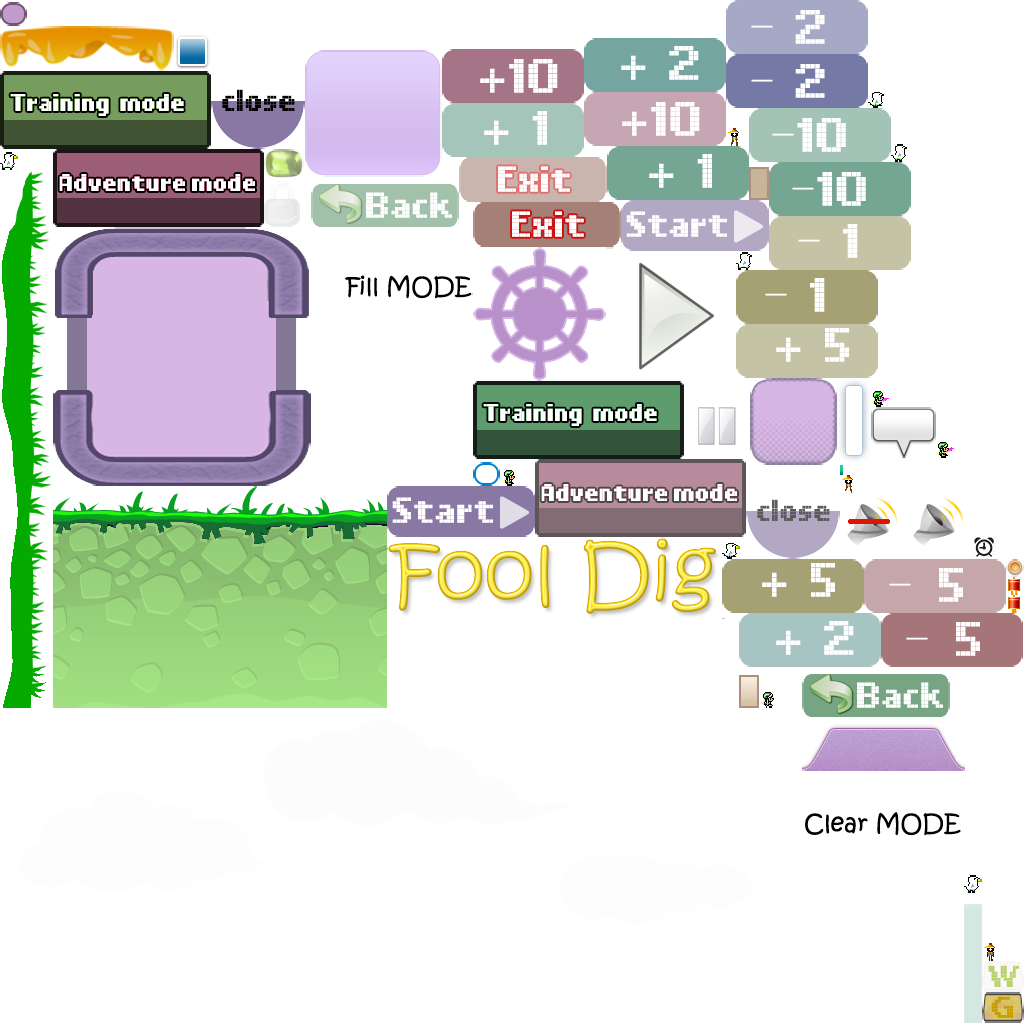 - 2
+ 2
+10
- 2
Training mode
close
+ 1
+10
-10
Adventure mode
Exit
+ 1
-10
Back
Exit
Start
- 1
Fill MODE
- 1
+ 5
Training mode
Adventure mode
Start
close
Fool Dig
+ 5
- 5
+ 2
- 5
Back
Clear MODE
W
G